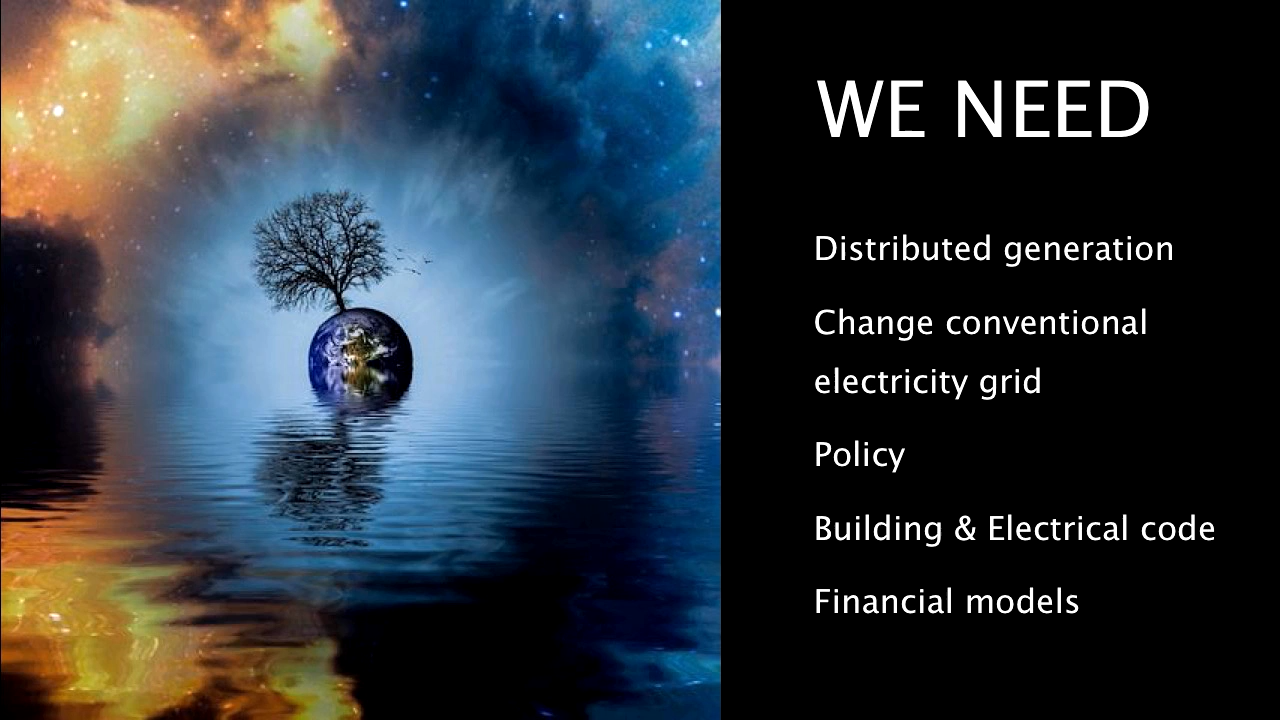 WE NEED
Distributed generation
Change conventional
electricity grid
Policy
Building & Electrical code
Financial models